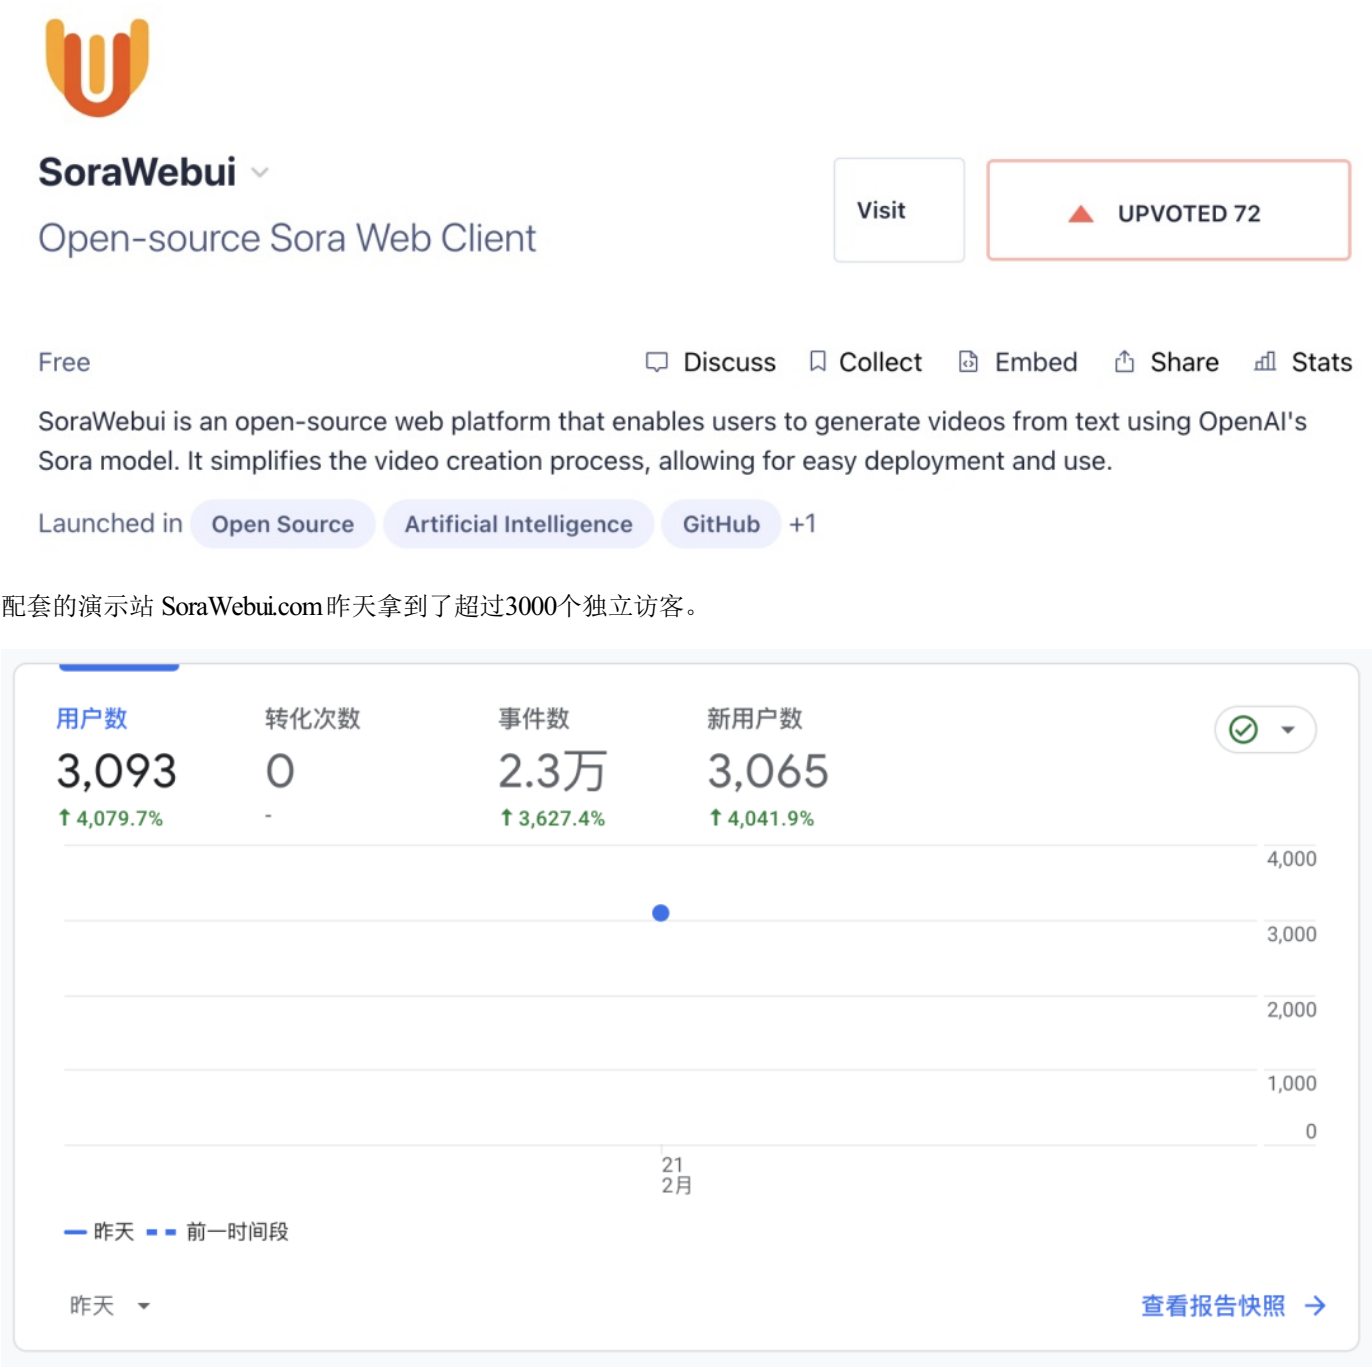 SoraWebui
Open-source Sora Web Client
Visit
UPVOTED 72
Free
Discuss
Collect
Embed
Share
Stats
SoraWebui is an open-source web platform that enables users to generate videos from text using OpenAI's
Sora model. It simplifies the video creation process, allowing for easy deployment and use.
Launched in Open Source Artificial Intelligence GitHub +1
配套的演示站 SoraWebui.com昨天拿到了超过3000个独立访客。
用户数 转化次数 事件数 新用户数
3,093 0 2.3万 3,065
↑ 4,079.7% - ↑ 3,627.4% ↑ 4,041.9%
4,000
3,000
2,000
1,000
0
21
2月
昨天 前一时间段
昨天
查看报告快照 →